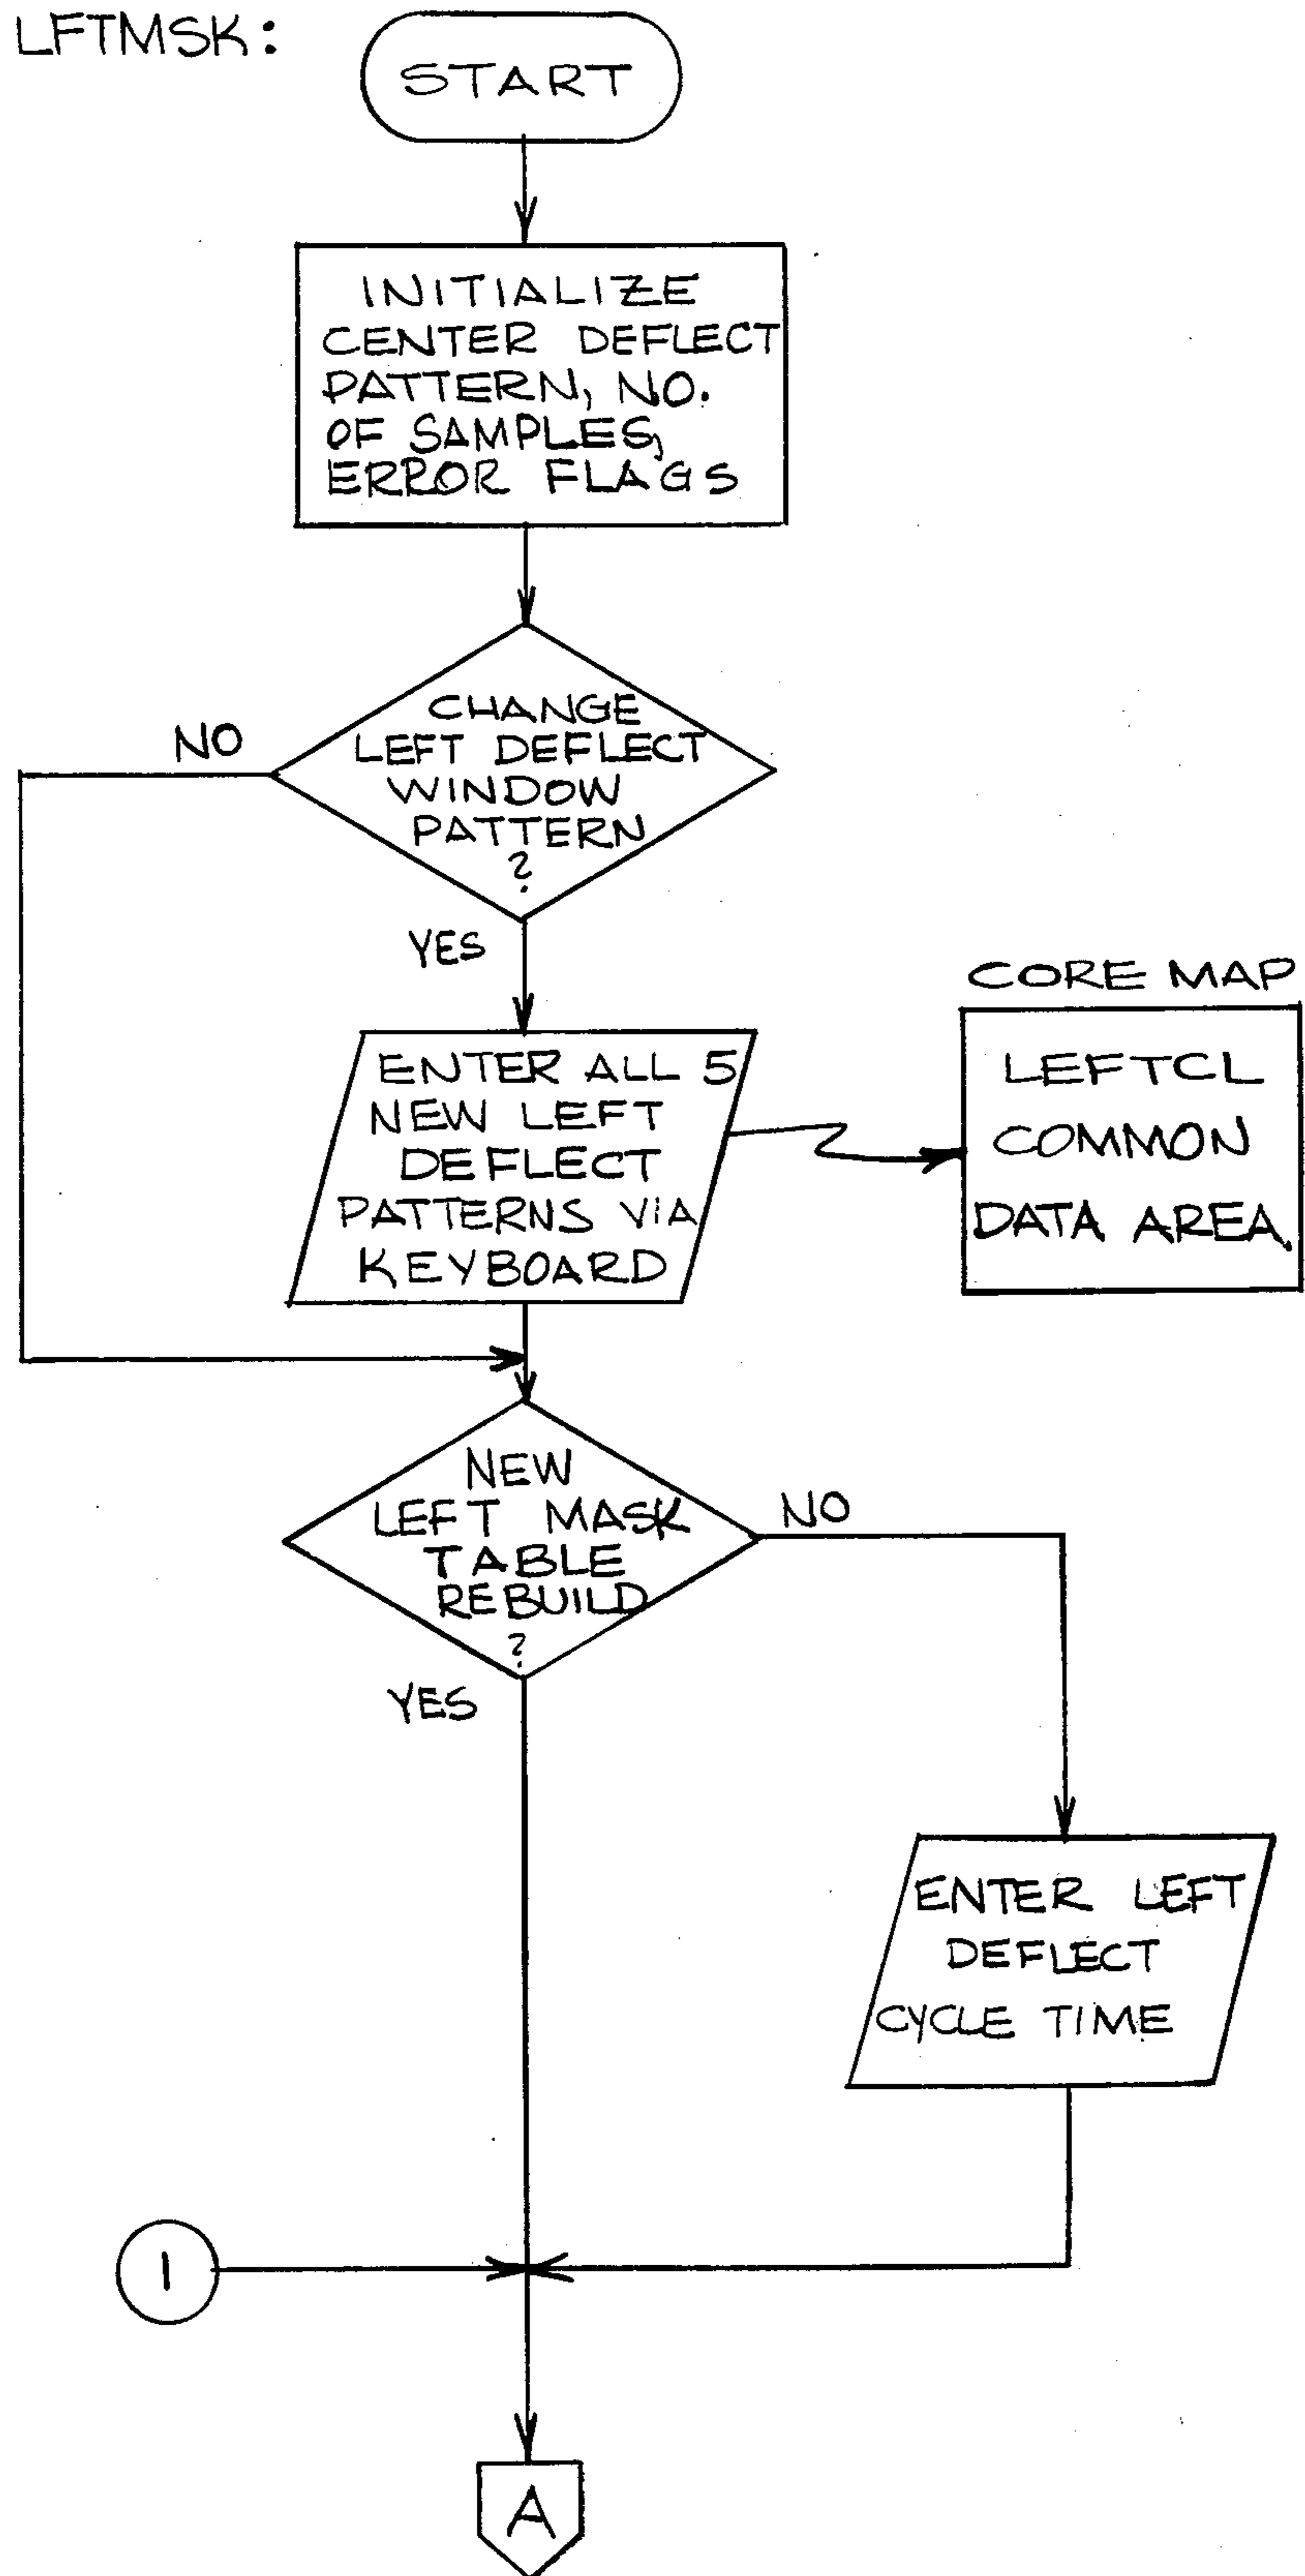 LFTMSK:
START
INITIALIZE
CENTER DEFLECT
PATTERN, NO.
OF SAMPLES,
ERROR FLAGS
CHANGE
LEFT DEFLECT
WINDOW
PATTERN
?
NO
YES
ENTER ALL 5
NEW LEFT
DEFLECT
PATTERNS VIA
KEYBOARD
CORE MAP
LEFTCL
COMMON
DATA AREA.
NEW
LEFT MASK
TABLE
REBUILD
?
NO
YES
ENTER LEFT
DEFLECT
CYCLE TIME
1
A